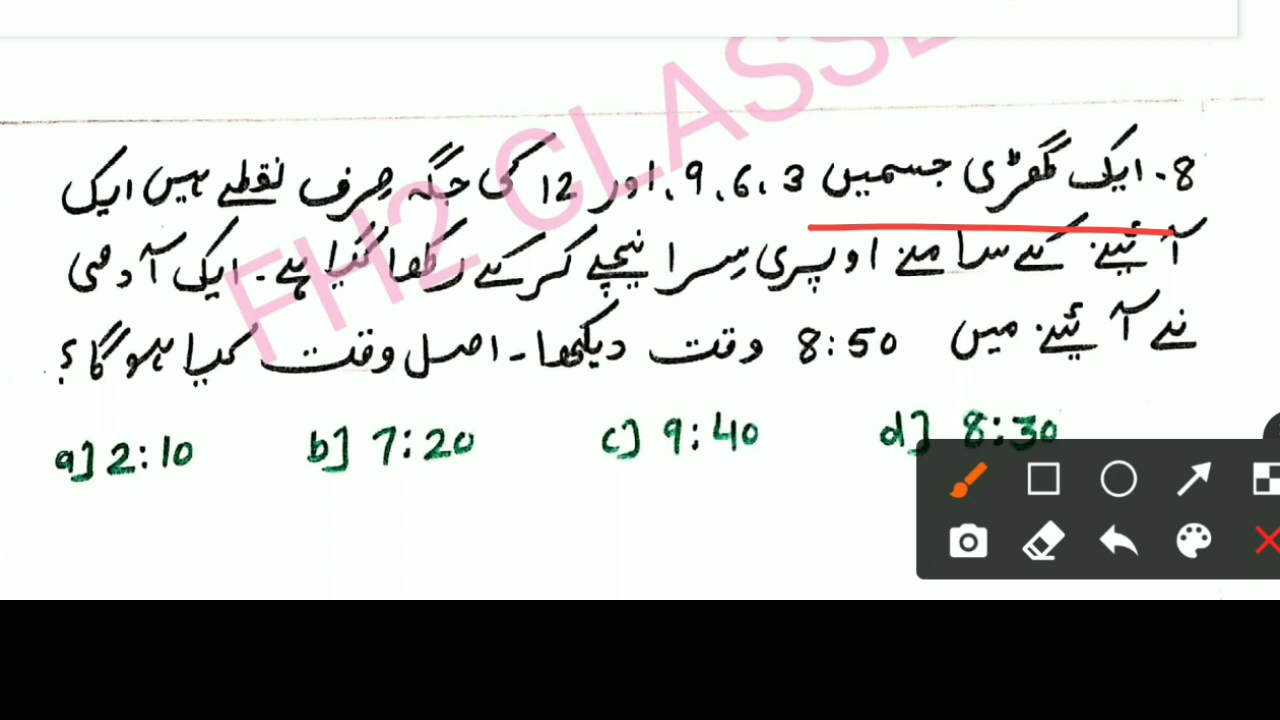 FH2 CLASSES
8۔ ایک گھڑی جسمیں 3، 6، 9، اور 12 کی جگہ صرف نقطے ہیں ایک
آئینے کے سامنے اوپری سِرا نیچے کرکے رکھا گیا ہے۔ ایک آدمی
نے آئینے میں 8:50 وقت دیکھا۔ اصل وقت کیا ہوگا؟
a] 2:10 b] 7:20 c] 9:40 d] 8:30